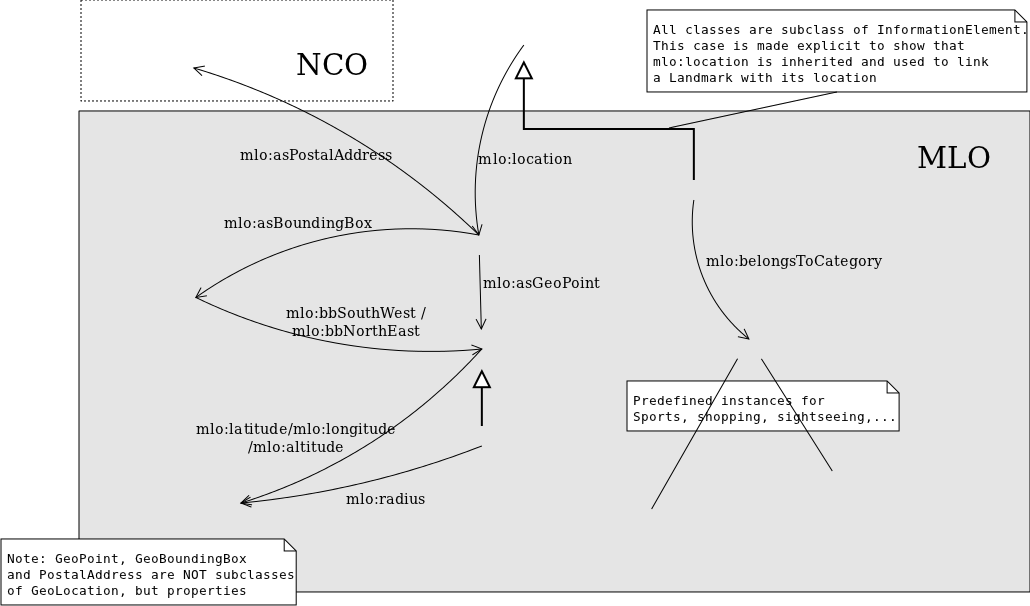 All classes are subclass of InformationElement.
This case is made explicit to show that
mlo:location is inherited and used to link
a Landmark with its location
NCO
MLO
mlo:asPostalAddress
mlo:location
mlo:asBoundingBox
mlo:belongsToCategory
mlo:asGeoPoint
mlo:bbSouthWest /
mlo:bbNorthEast
Predefined instances for
Sports, shopping, sightseeing,...
mlo:latitude/mlo:longitude
/mlo:altitude
mlo:radius
Note: GeoPoint, GeoBoundingBox
and PostalAddress are NOT subclasses
of GeoLocation, but properties